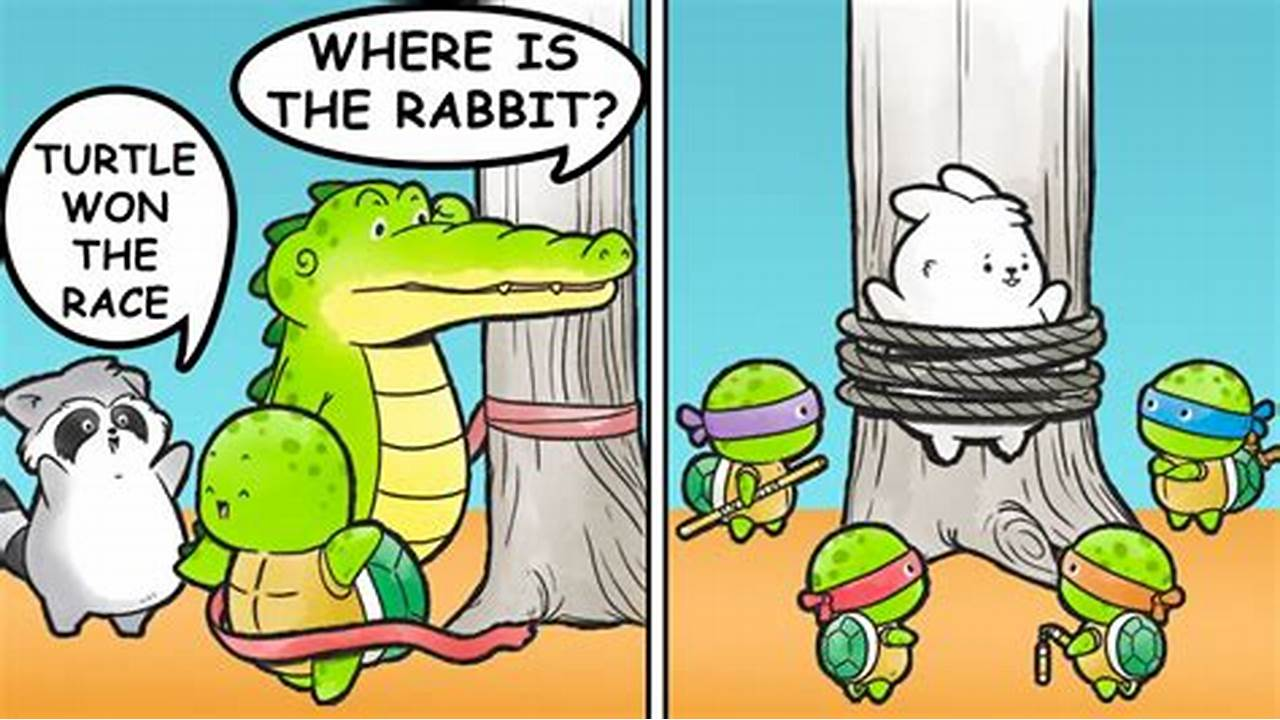 TURTLE
WON
THE
RACE
WHERE IS
THE RABBIT?